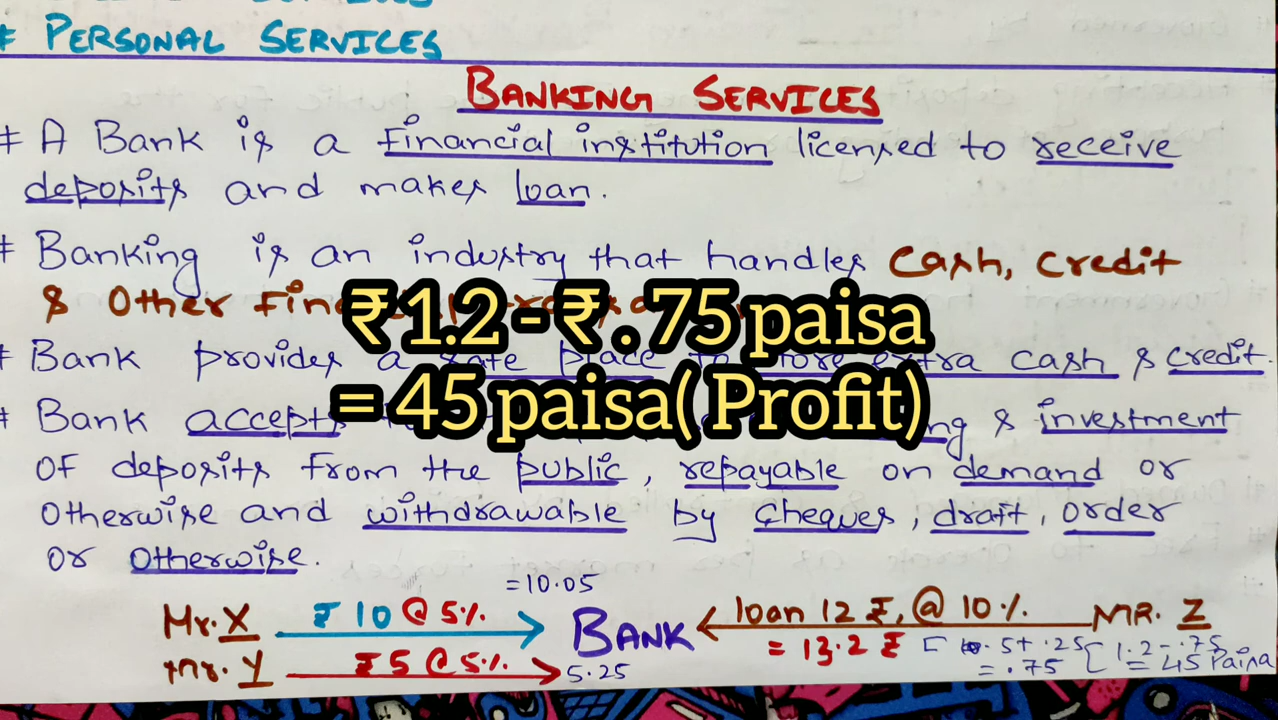 # PERSONAL SERVICES
BANKING SERVICES
# A Bank is a financial institution licensed to receive
deposits and makes loan.
# Banking is an industry that handles cash, credit
& Other
₹ 1.2 - ₹ . 75 paisa
# Bank provides a safe place to store extra cash & credit.
= 45 paisa( Profit)
# Bank accepts & investment
OF deposits from the public, repayable on demand or
Otherwise and withdrawable by cheques, draft, order
or Otherwise.
=10.05
Mr. X ₹ 10 @ 5% BANK loan 12 ₹, @ 10% MR. Z
Mr. Y ₹5 @ 5% 5.25 = 13.2 ₹ [ .5+ .25 [ 1.2-.75
= .75 = 45 Paisa